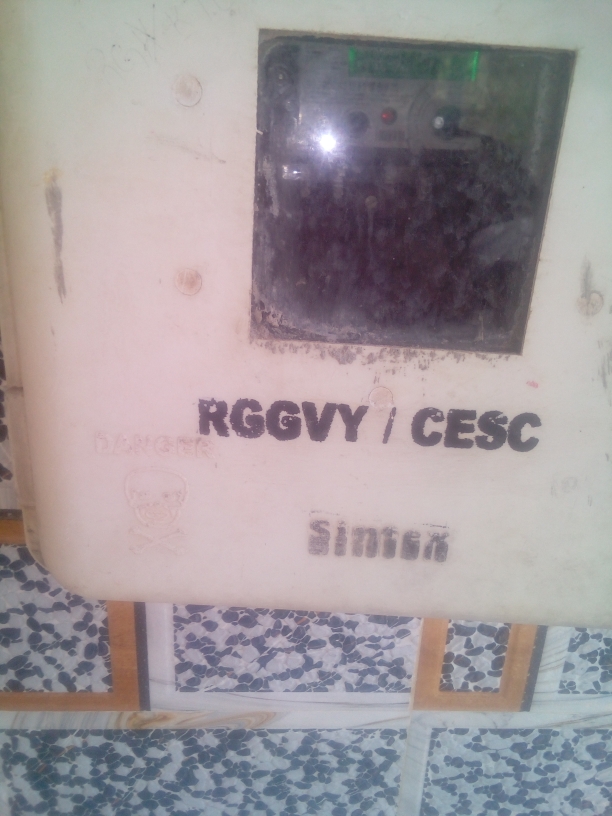 RGGVY / CESC
DANGER
Sintex